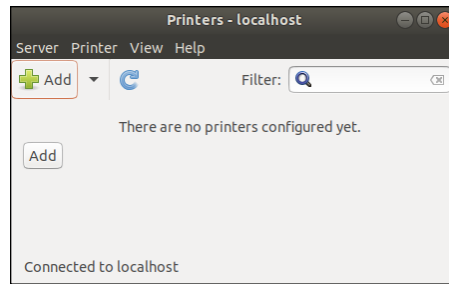 Printers - localhost
Server Printer View Help
Add Filter:
There are no printers configured yet.
Add
Connected to localhost